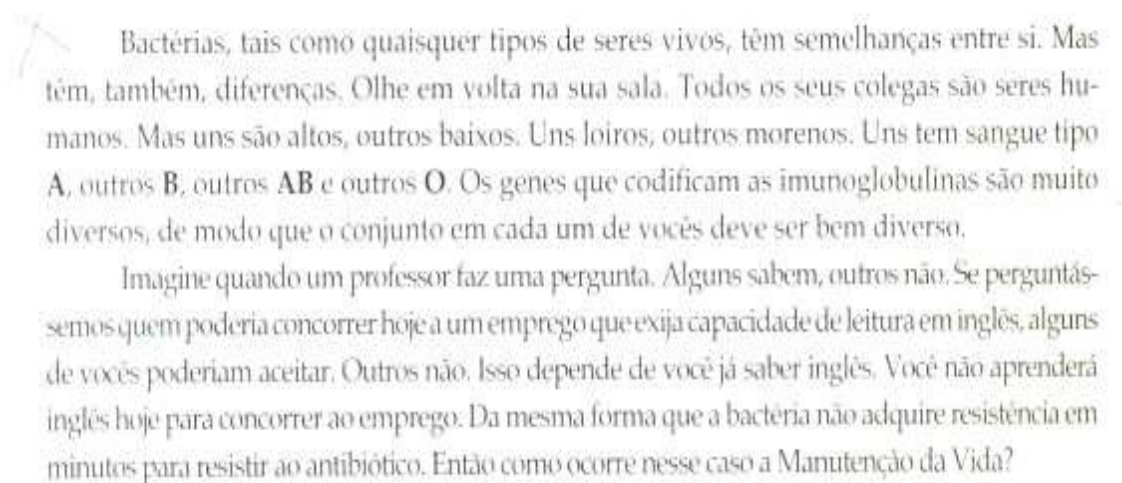 Bactérias, tais como quaisquer tipos de seres vivos, têm semelhanças entre si. Mas
têm, também, diferenças. Olhe em volta na sua sala. Todos os seus colegas são seres hu-
manos. Mas uns são altos, outros baixos. Uns loiros, outros morenos. Uns tem sangue tipo
A, outros B, outros AB e outros O. Os genes que codificam as imunoglobulinas são muito
diversos, de modo que o conjunto em cada um de vocês deve ser bem diverso.
Imagine quando um professor faz uma pergunta. Alguns sabem, outros não. Se perguntás-
semos quem poderia concorrer hoje a um emprego que exija capacidade de leitura em inglês, alguns
de vocês poderiam aceitar. Outros não. Isso depende de você já saber inglês. Você não aprenderá
inglês hoje para concorrer ao emprego. Da mesma forma que a bactéria não adquire resistência em
minutos para resistir ao antibiótico. Então como ocorre nesse caso a Manutenção da Vida?